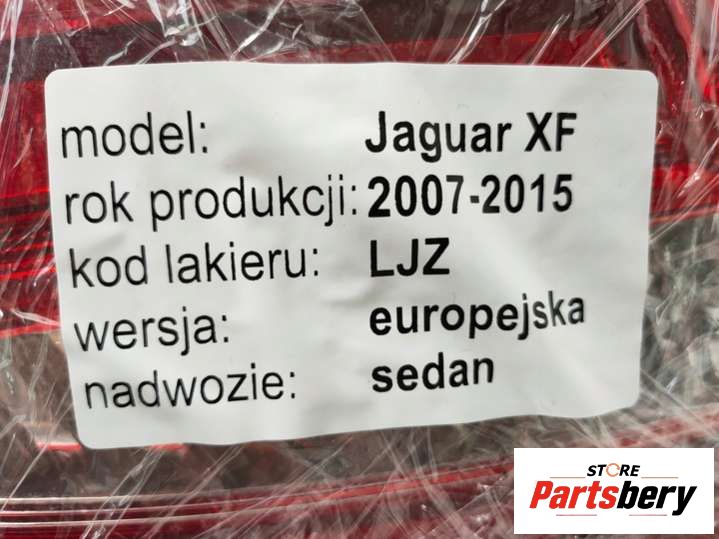 model: Jaguar XF
rok produkcji: 2007-2015
kod lakieru: LJZ
wersja: europejska
nadwozie: sedan
STORE
Partsbery